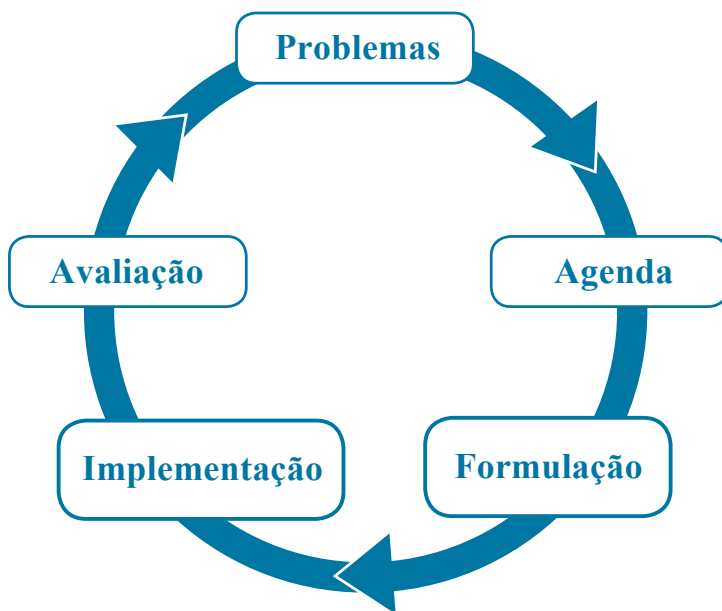 Problemas
Agenda
Formulação
Implementação
Avaliação